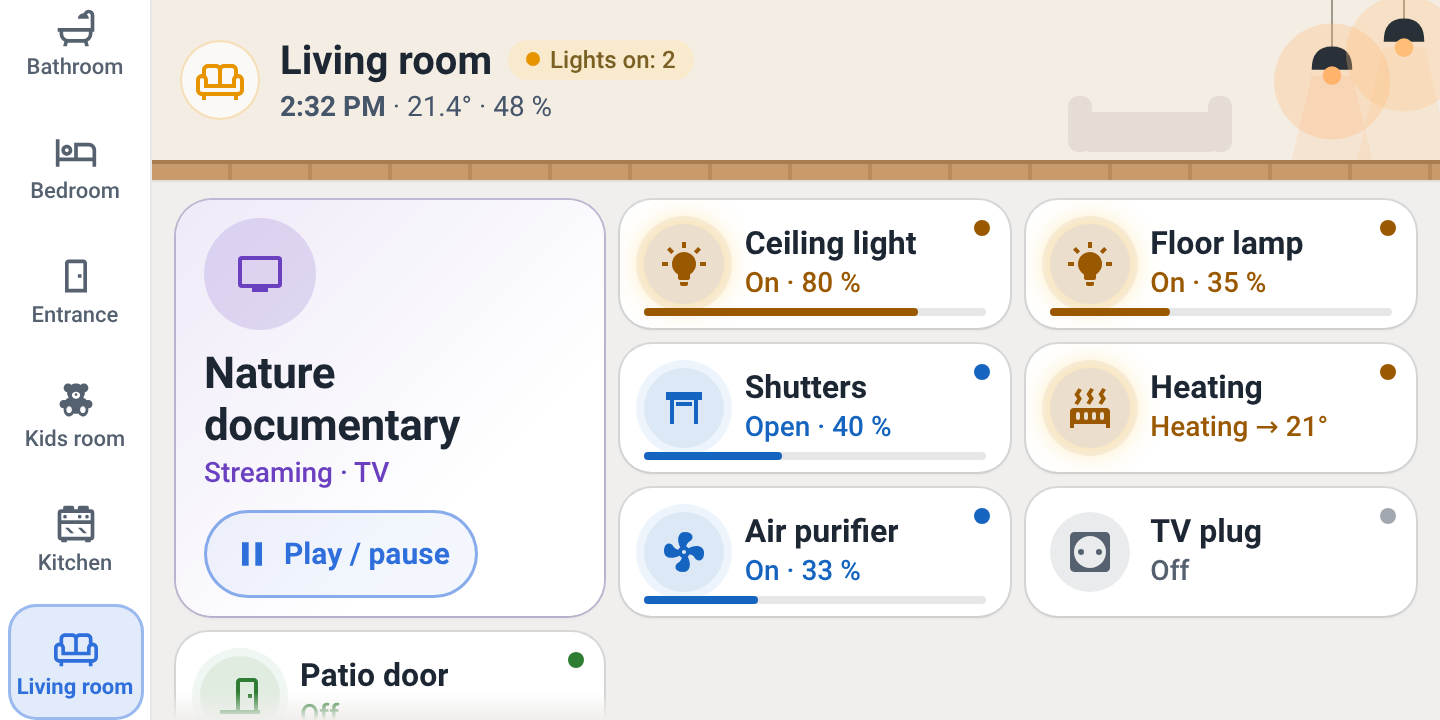 Bathroom
Bedroom
Entrance
Kids room
Kitchen
Living room
Living room
Lights on: 2
2:32 PM · 21.4° · 48 %
Nature
documentary
Streaming · TV
Play / pause
Ceiling light
On · 80 %
Floor lamp
On · 35 %
Shutters
Open · 40 %
Heating
Heating → 21°
Air purifier
On · 33 %
TV plug
Off
Patio door
Off